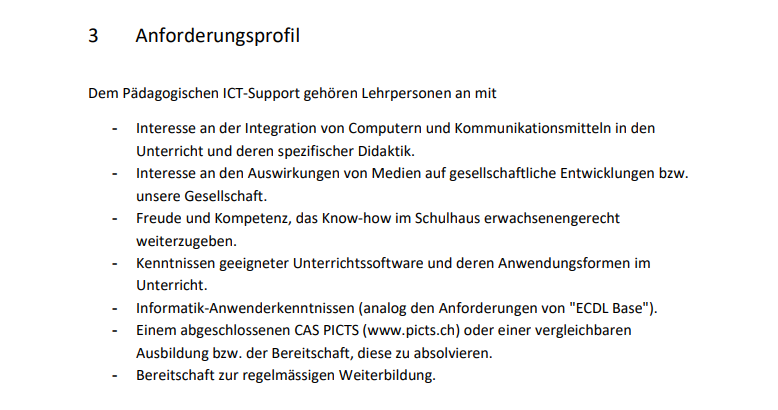 3 Anforderungsprofil
Dem Pädagogischen ICT-Support gehören Lehrpersonen an mit
- Interesse an der Integration von Computern und Kommunikationsmitteln in den
Unterricht und deren spezifischer Didaktik.
- Interesse an den Auswirkungen von Medien auf gesellschaftliche Entwicklungen bzw.
unsere Gesellschaft.
- Freude und Kompetenz, das Know-how im Schulhaus erwachsenengerecht
weiterzugeben.
- Kenntnissen geeigneter Unterrichtssoftware und deren Anwendungsformen im
Unterricht.
- Informatik-Anwenderkenntnissen (analog den Anforderungen von "ECDL Base").
- Einem abgeschlossenen CAS PICTS (www.picts.ch) oder einer vergleichbaren
Ausbildung bzw. der Bereitschaft, diese zu absolvieren.
- Bereitschaft zur regelmässigen Weiterbildung.